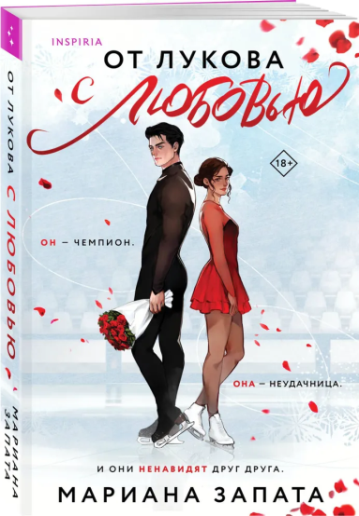 INSPIRIA
ОТ ЛУКОВА
С ЛЮБОВЬЮ
18+
ОН – ЧЕМПИОН.
ОНА – НЕУДАЧНИЦА.
И ОНИ НЕНАВИДЯТ ДРУГ ДРУГА.
МАРИАНА ЗАПАТА
ОТ ЛУКОВА С ЛЮБОВЬЮ
МАРИАНА
ЗАПАТА